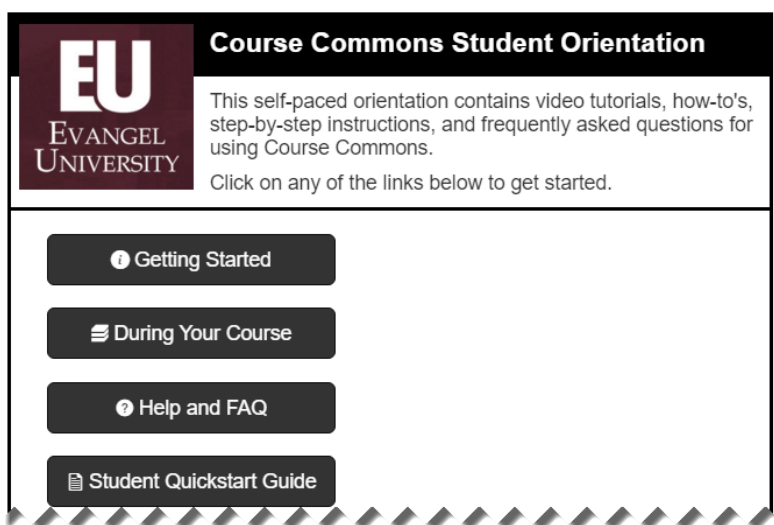 EU
EVANGEL
UNIVERSITY
Course Commons Student Orientation
This self-paced orientation contains video tutorials, how-to's,
step-by-step instructions, and frequently asked questions for
using Course Commons.
Click on any of the links below to get started.
Getting Started
During Your Course
Help and FAQ
Student Quickstart Guide